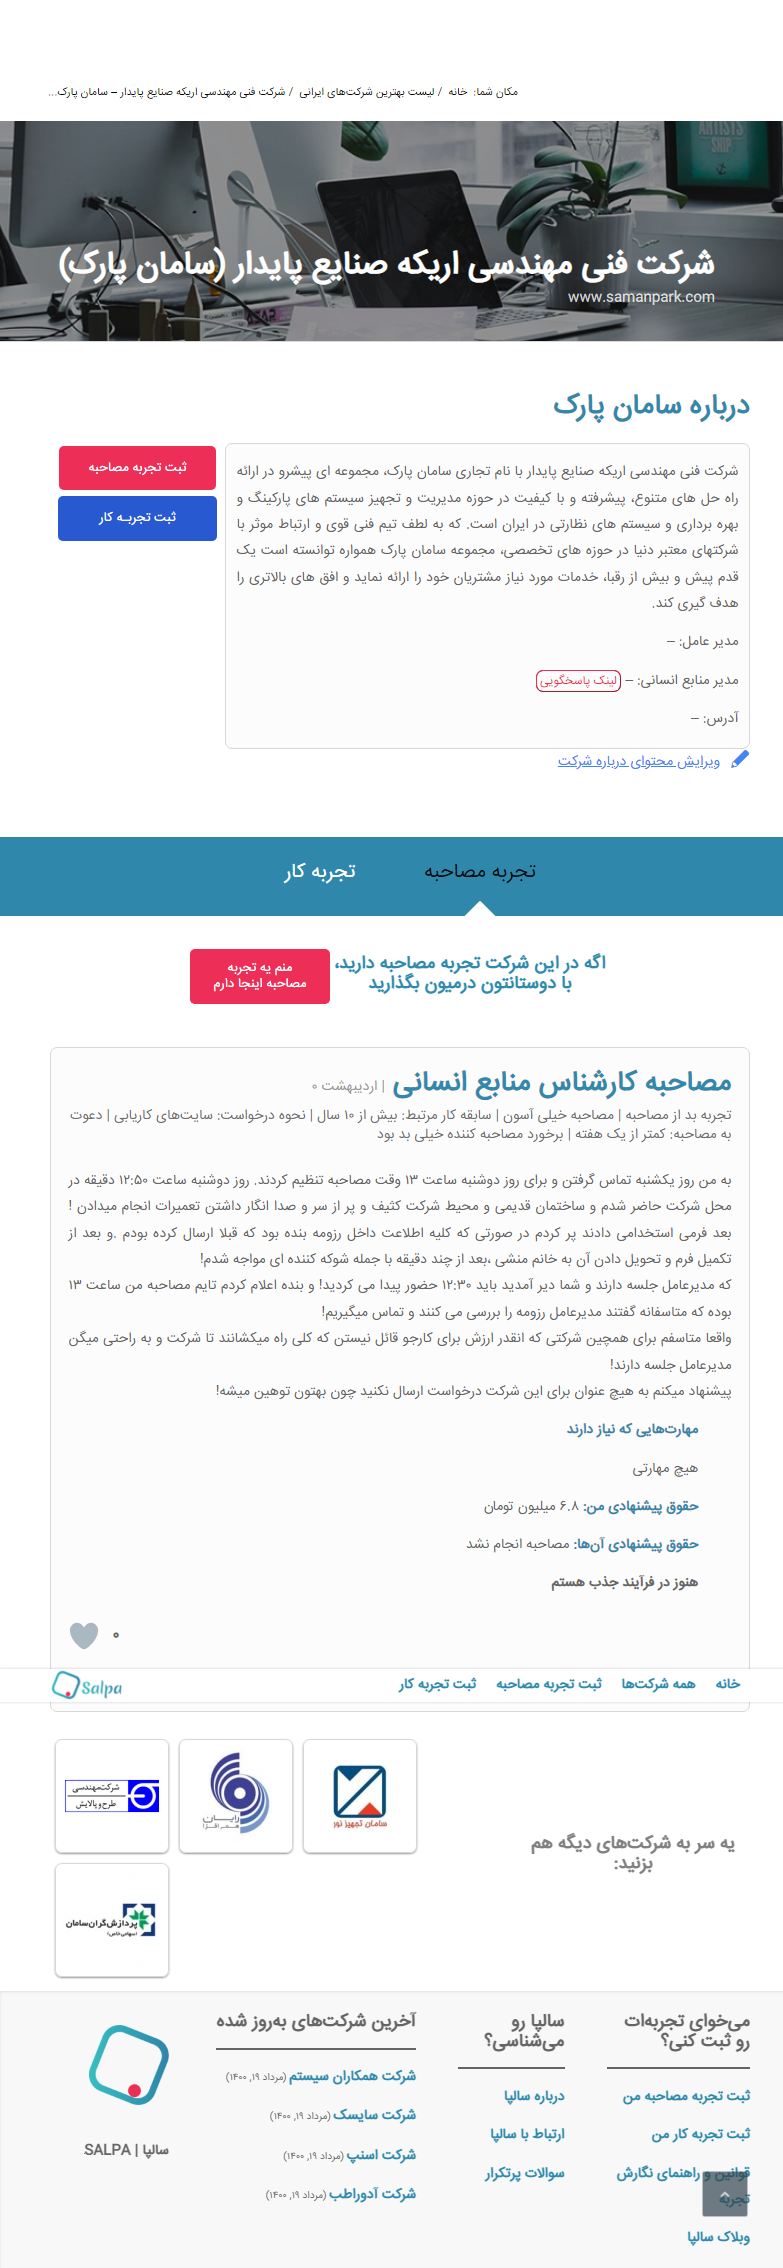 مکان شما: خانه / لیست بهترین شرکت‌های ایرانی / شرکت فنی مهندسی اریکه صنایع پایدار – سامان پارک...
ARTISTS
SHIP
شرکت فنی مهندسی اریکه صنایع پایدار (سامان پارک)
www.samanpark.com
درباره سامان پارک
ثبت تجربه مصاحبه
ثبت تجربـه کار
شرکت فنی مهندسی اریکه صنایع پایدار با نام تجاری سامان پارک، مجموعه ای پیشرو در ارائه
راه حل های متنوع، پیشرفته و با کیفیت در حوزه مدیریت و تجهیز سیستم های پارکینگ و
بهره برداری و سیستم های نظارتی در ایران است. که به لطف تیم فنی قوی و ارتباط موثر با
شرکتهای معتبر دنیا در حوزه های تخصصی، مجموعه سامان پارک همواره توانسته است یک
قدم پیش و بیش از رقبا، خدمات مورد نیاز مشتریان خود را ارائه نماید و افق های بالاتری را
هدف گیری کند.
مدیر عامل: –
مدیر منابع انسانی: – لینک پاسخگویی
آدرس: –
ویرایش محتوای درباره شرکت
تجربه مصاحبه
تجربه کار
اگه در این شرکت تجربه مصاحبه دارید،
با دوستانتون درمیون بگذارید
منم یه تجربه
مصاحبه اینجا دارم
مصاحبه کارشناس منابع انسانی | اردیبهشت ۰
تجربه بد از مصاحبه | مصاحبه خیلی آسون | سابقه کار مرتبط: بیش از ۱۰ سال | نحوه درخواست: سایت‌های کاریابی | دعوت
به مصاحبه: کمتر از یک هفته | برخورد مصاحبه کننده خیلی بد بود
به من روز یکشنبه تماس گرفتن و برای روز دوشنبه ساعت ۱۳ وقت مصاحبه تنظیم کردند. روز دوشنبه ساعت ۱۲:۵۰ دقیقه در
محل شرکت حاضر شدم و ساختمان قدیمی و محیط شرکت کثیف و پر از سر و صدا انگار داشتن تعمیرات انجام میدادن !
بعد فرمی استخدامی دادند پر کردم در صورتی که کلیه اطلاعت داخل رزومه بنده بود که قبلا ارسال کرده بودم .و بعد از
تکمیل فرم و تحویل دادن آن به خانم منشی ،بعد از چند دقیقه با جمله شوکه کننده ای مواجه شدم!
که مدیرعامل جلسه دارند و شما دیر آمدید باید ۱۲:۳۰ حضور پیدا می کردید! و بنده اعلام کردم تایم مصاحبه من ساعت ۱۳
بوده که متاسفانه گفتند مدیرعامل رزومه را بررسی می کنند و تماس میگیریم!
واقعا متاسفم برای همچین شرکتی که انقدر ارزش برای کارجو قائل نیستن که کلی راه میکشانند تا شرکت و به راحتی میگن
مدیرعامل جلسه دارند!
پیشنهاد میکنم به هیچ عنوان برای این شرکت درخواست ارسال نکنید چون بهتون توهین میشه!
مهارت‌هایی که نیاز دارند
هیچ مهارتی
حقوق پیشنهادی من: ۶.۸ میلیون تومان
حقوق پیشنهادی آن‌ها: مصاحبه انجام نشد
هنوز در فرآیند جذب هستم
۰
خانه همه شرکت‌ها ثبت تجربه مصاحبه ثبت تجربه کار
Salpa
یه سر به شرکت‌های دیگه هم
بزنید:
سامان تجهیز نور
رایـــان
هم افزا
شرکت مهندسی
طرح و پالایش
پردازش‌گران سامان
(سهامی خاص)
می‌خوای تجربه‌ات
رو ثبت کنی؟
ثبت تجربه مصاحبه من
ثبت تجربه کار من
قوانین و راهنمای نگارش
تجربه
وبلاک سالپا
سالپا رو
می‌شناسی؟
درباره سالپا
ارتباط با سالپا
سوالات پرتکرار
آخرین شرکت‌های به‌روز شده
شرکت همکاران سیستم (مرداد ۱۹, ۱۴۰۰)
شرکت سایسک (مرداد ۱۹, ۱۴۰۰)
شرکت اسنپ (مرداد ۱۹, ۱۴۰۰)
شرکت آدوراطب (مرداد ۱۹, ۱۴۰۰)
سالپا | SALPA